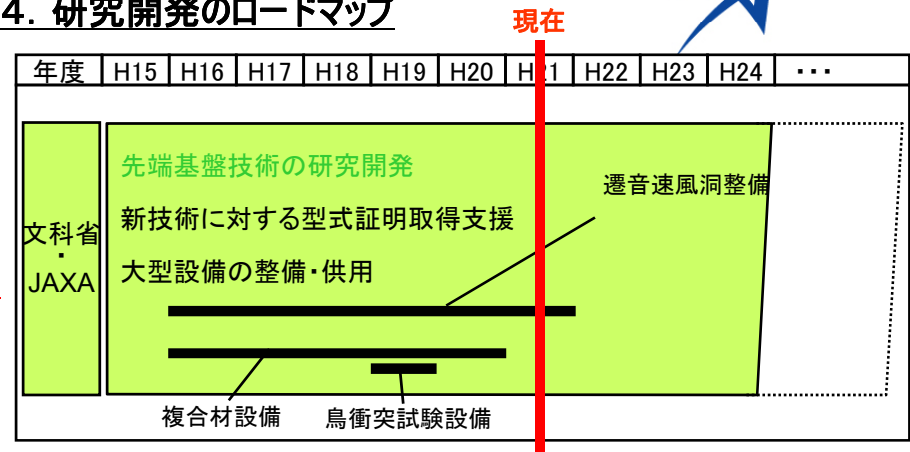 4. 研究開発のロードマップ
現在
年度 H15 H16 H17 H18 H19 H20 H21 H22 H23 H24 ・・・
先端基盤技術の研究開発
遷音速風洞整備
新技術に対する型式証明取得支援
文科省
・
JAXA
大型設備の整備・供用
複合材設備 鳥衝突試験設備